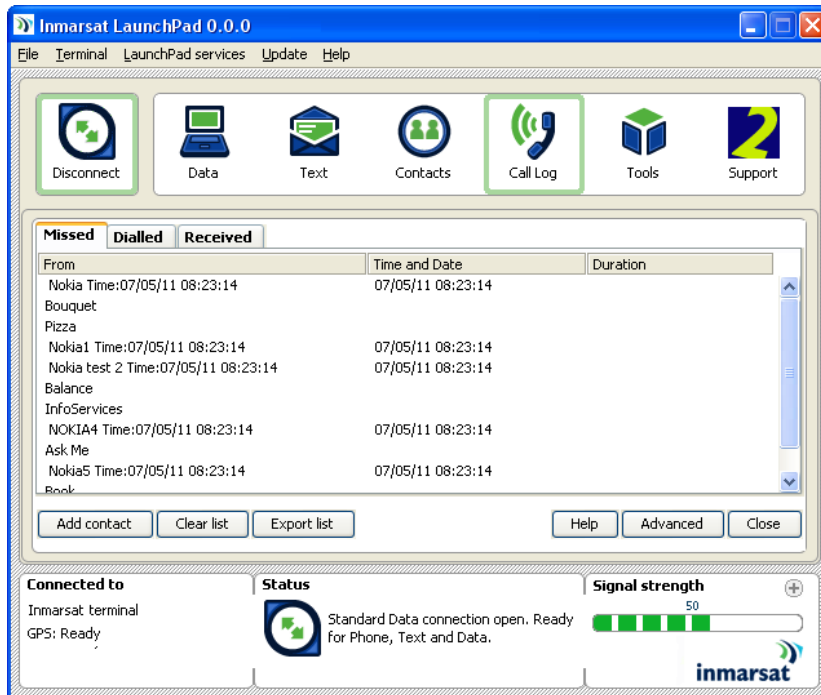 Inmarsat LaunchPad 0.0.0
File Terminal LaunchPad services Update Help
Disconnect Data Text Contacts Call Log Tools Support
Missed Dialled Received
From Time and Date Duration
Nokia Time:07/05/11 08:23:14 07/05/11 08:23:14
Bouquet
Pizza
Nokia1 Time:07/05/11 08:23:14 07/05/11 08:23:14
Nokia test 2 Time:07/05/11 08:23:14 07/05/11 08:23:14
Balance
InfoServices
NOKIA4 Time:07/05/11 08:23:14 07/05/11 08:23:14
Ask Me
Nokia5 Time:07/05/11 08:23:14 07/05/11 08:23:14
Book
Add contact Clear list Export list Help Advanced Close
Connected to Status Signal strength
Inmarsat terminal
GPS: Ready
Standard Data connection open. Ready
for Phone, Text and Data.
50
inmarsat